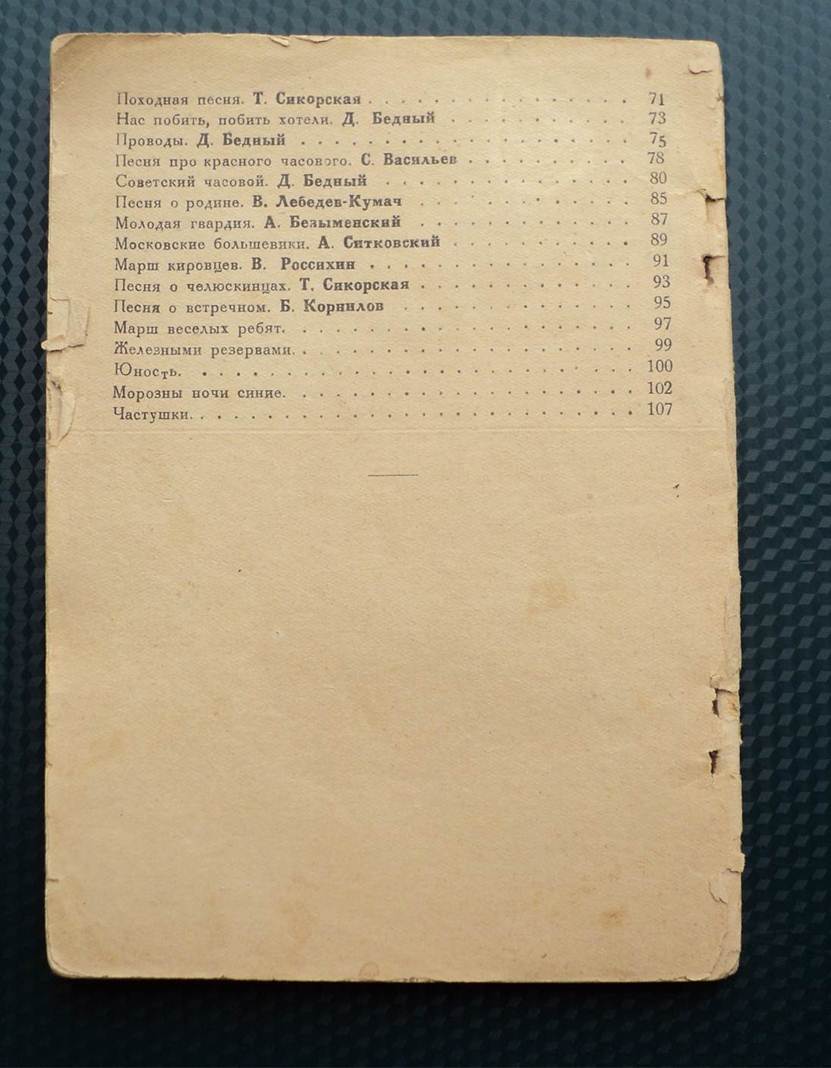 Походная песня. Т. Сикорская . . . . . . . . . . . . . . . . 71
Нас побить, побить хотели. Д. Бедный . . . . . . . . . . . 73
Проводы. Д. Бедный . . . . . . . . . . . . . . . . . . . 75
Песня про красного часового. С. Васильев . . . . . . . . . . 78
Советский часовой. Д. Бедный . . . . . . . . . . . . . . . 80
Песня о родине. В. Лебедев-Кумач . . . . . . . . . . . . . 85
Молодая гвардия. А. Безыменский . . . . . . . . . . . . . 87
Московские большевики. А. Ситковский . . . . . . . . . . . 89
Марш кировцев. В. Россихин . . . . . . . . . . . . . . . 91
Песня о челюскинцах. Т. Сикорская . . . . . . . . . . . . . 93
Песня о встречном. Б. Корнилов . . . . . . . . . . . . . . 95
Марш веселых ребят. . . . . . . . . . . . . . . . . . . . 97
Железными резервами. . . . . . . . . . . . . . . . . . . . 99
Юность. . . . . . . . . . . . . . . . . . . . . . . . . 100
Морозны ночи синие. . . . . . . . . . . . . . . . . . . . 102
Частушки. . . . . . . . . . . . . . . . . . . . . . . . . 107